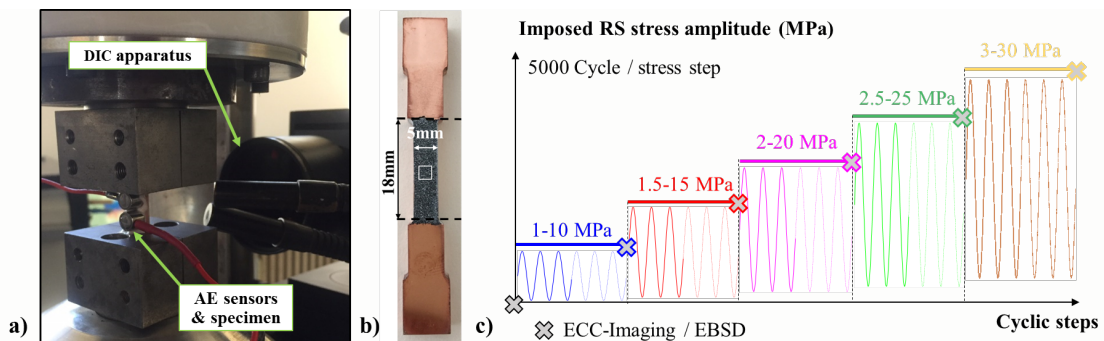 a)
DIC apparatus
AE sensors
& specimen
b)
5mm
18mm
c)
Imposed RS stress amplitude (MPa)
5000 Cycle / stress step
1-10 MPa
1.5-15 MPa
2-20 MPa
2.5-25 MPa
3-30 MPa
Cyclic steps
ECC-Imaging / EBSD